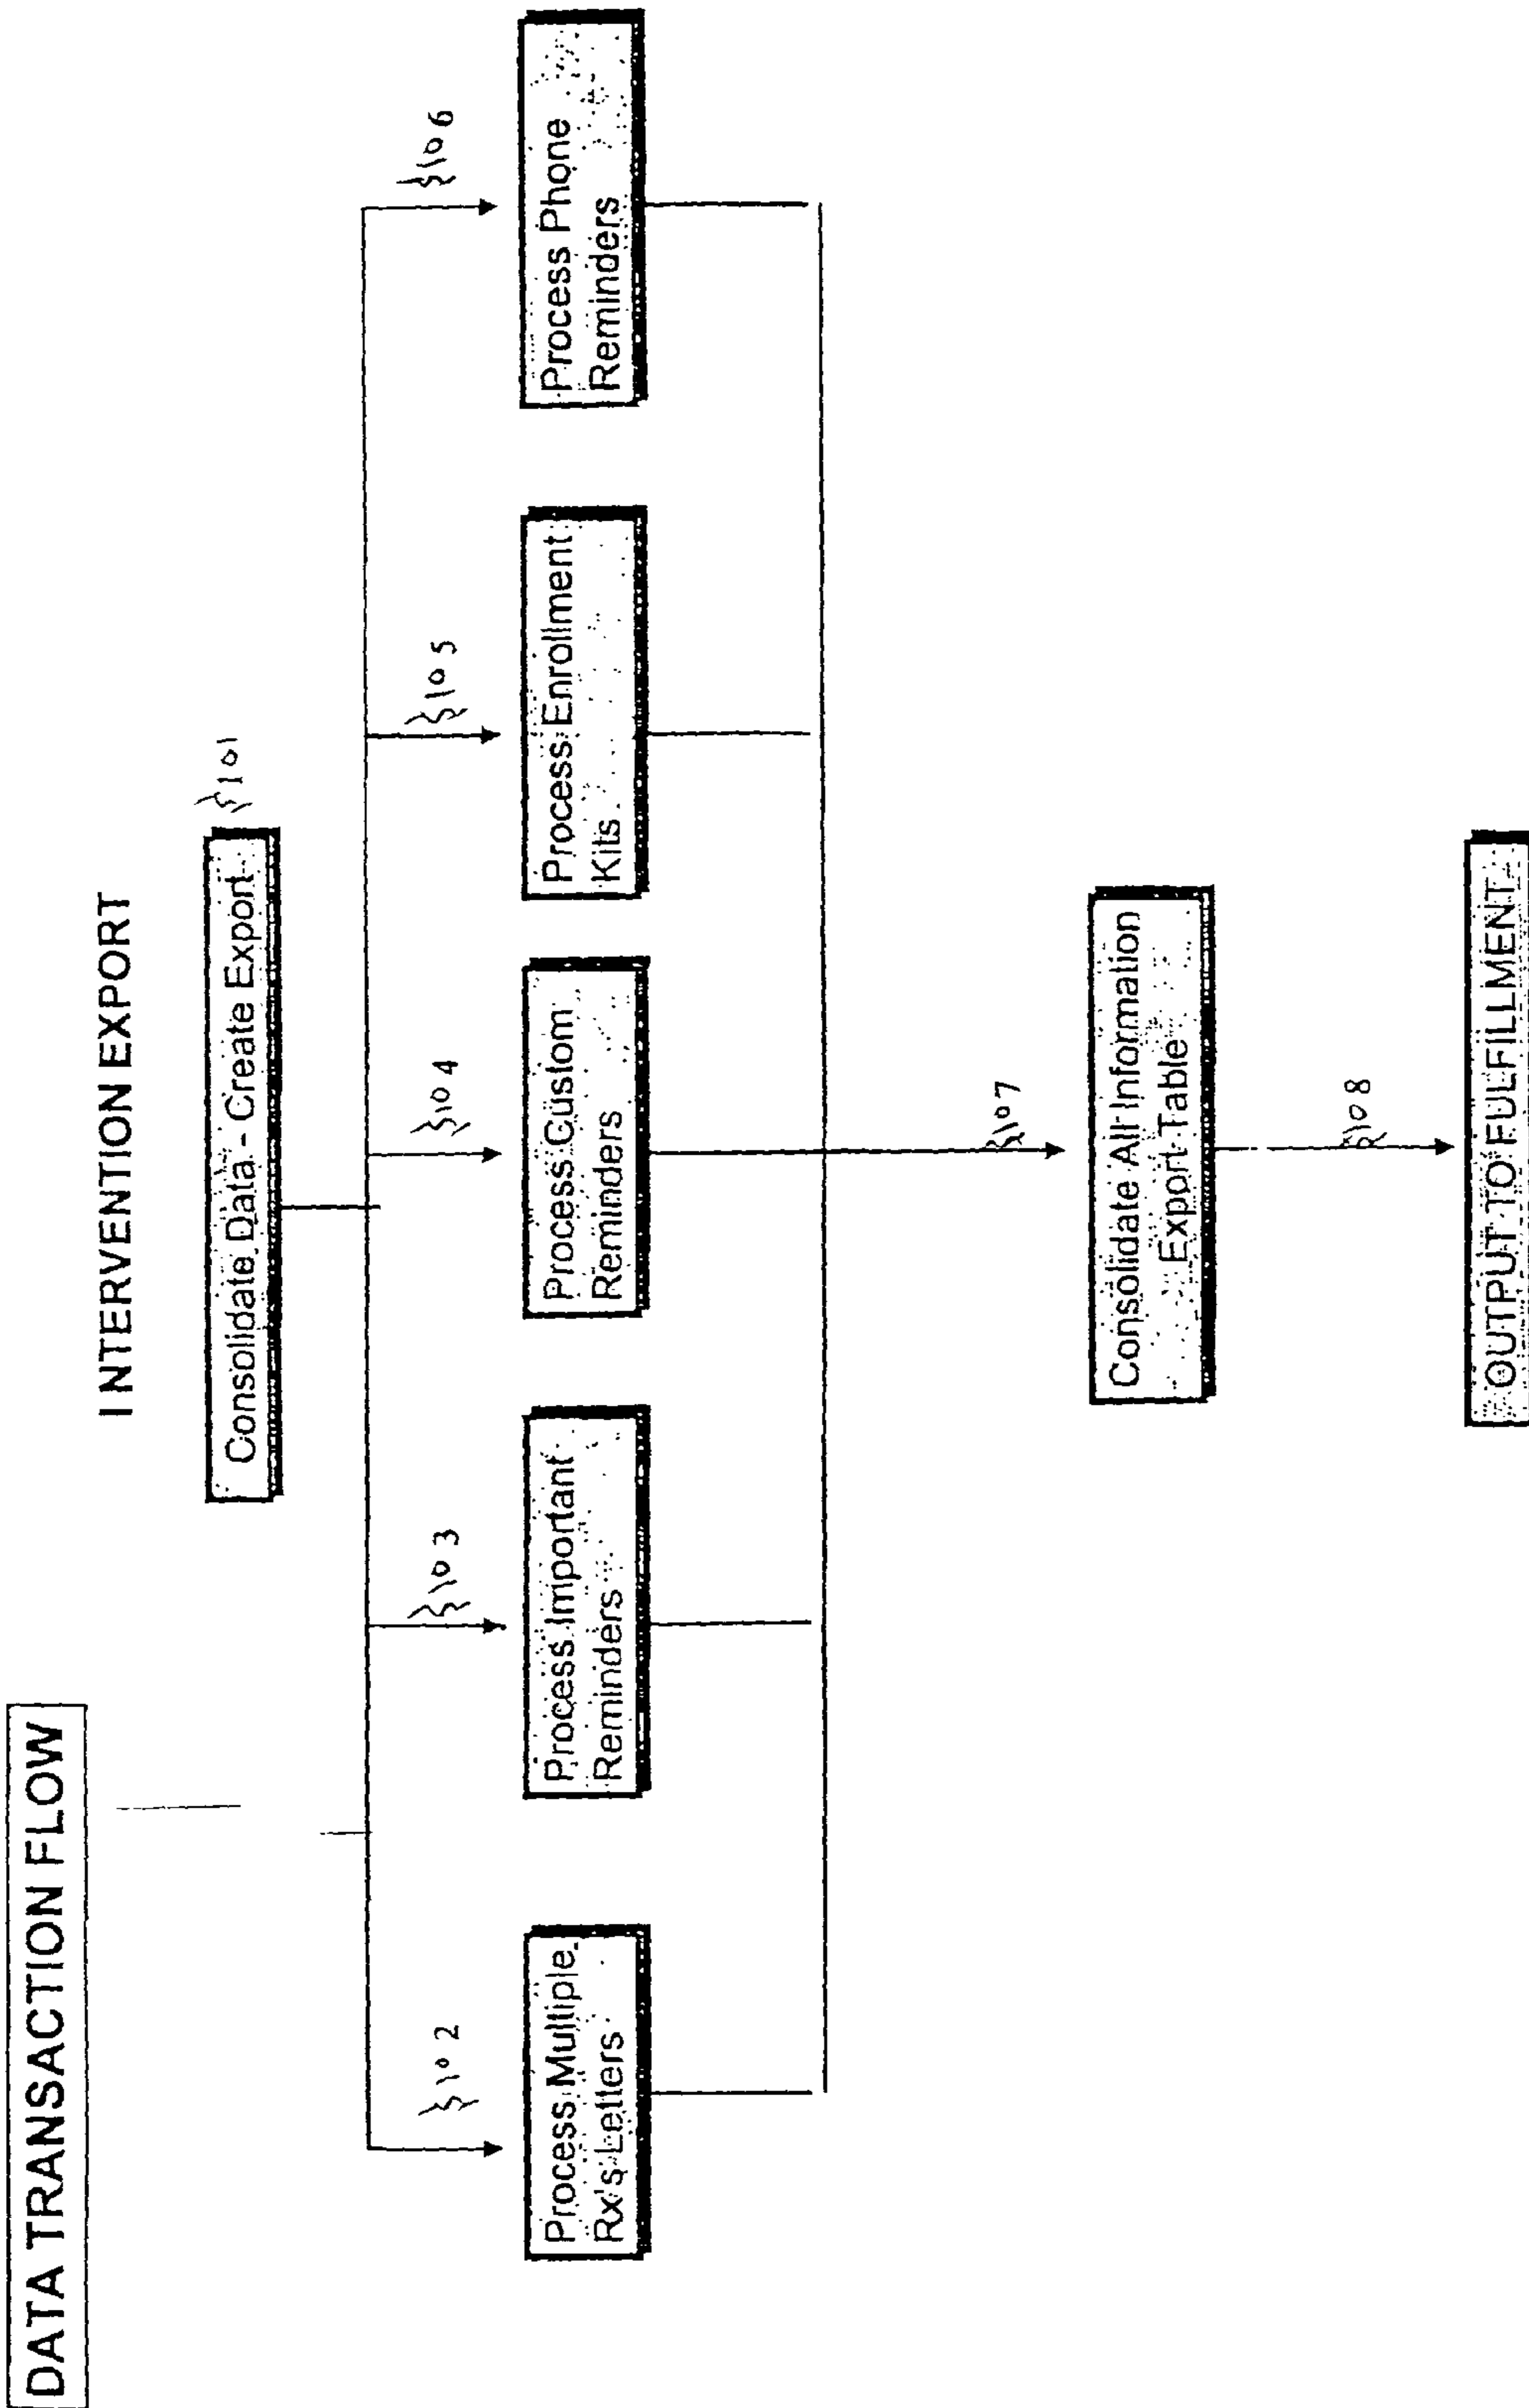 DATA TRANSACTION FLOW
INTERVENTION EXPORT
Consolidate Data - Create Export
101
102
103
104
105
106
Process Multiple
Rx's Letters
Process Important
Reminders
Process Custom
Reminders
Process Enrollment
Kits
Process Phone
Reminders
107
Consolidate All Information
Export Table
108
OUTPUT TO FULFILLMENT